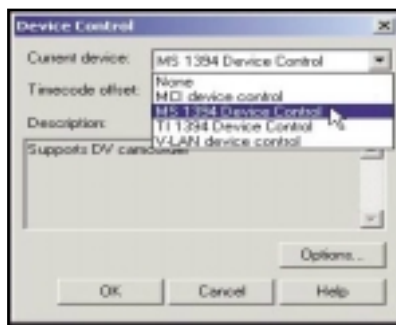 Device Control
Current device: MS 1394 Device Control
None
Timecode offset: MCI device control
MS 1394 Device Control
TI 1394 Device Control
Description: V-LAN device control
Supports DV camcorder
Options...
OK Cancel Help